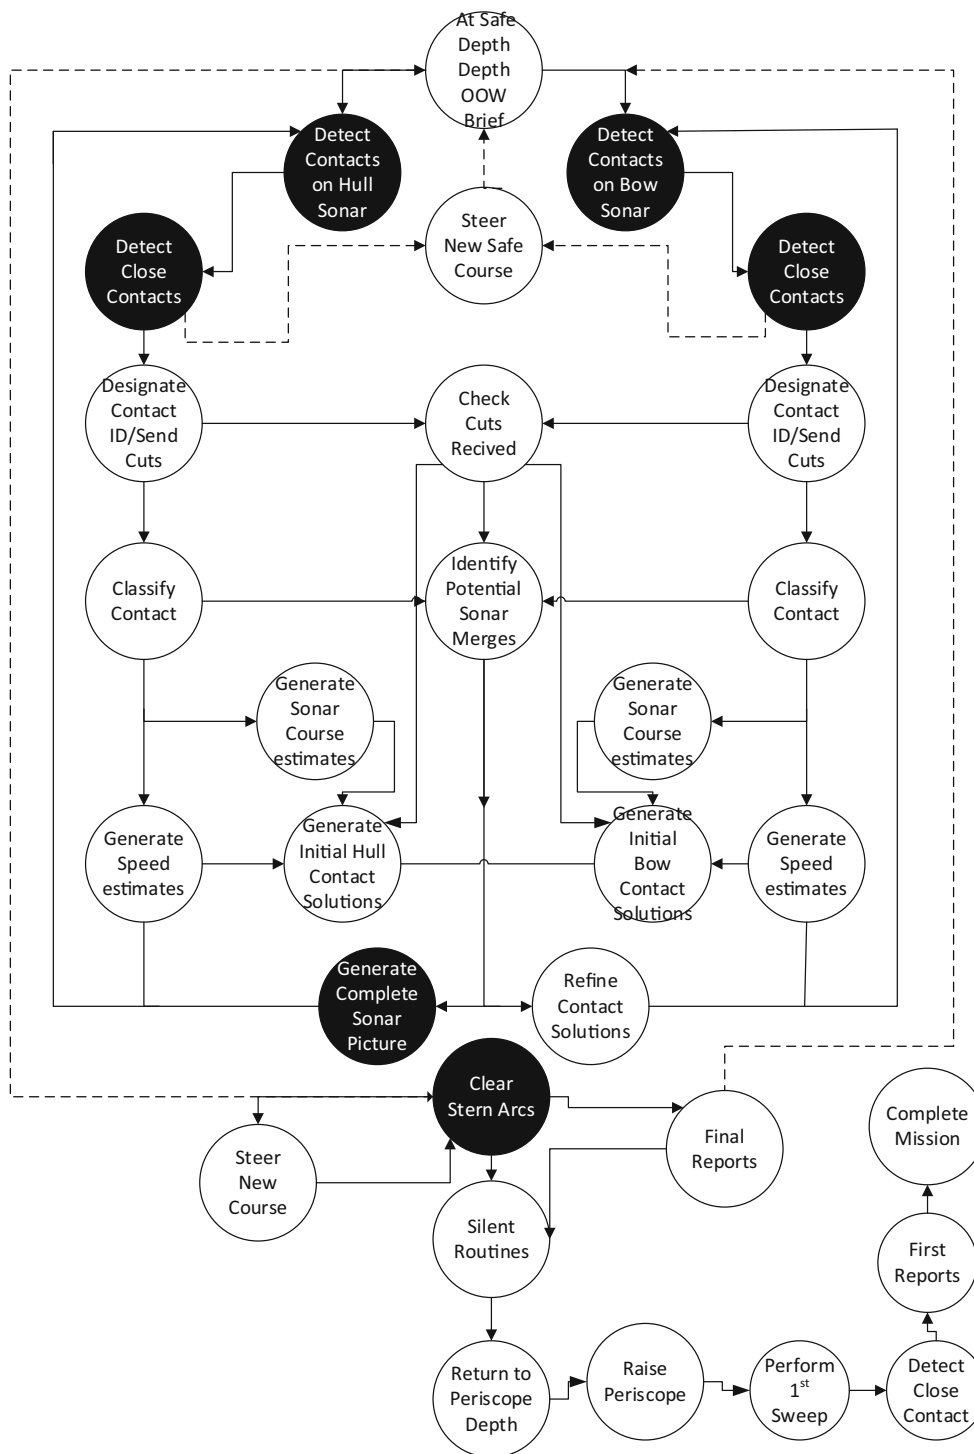 At Safe
Depth
Depth
OOW
Brief
Detect
Contacts
on Hull
Sonar
Detect
Contacts
on Bow
Sonar
Steer
New Safe
Course
Detect
Close
Contacts
Detect
Close
Contacts
Designate
Contact
ID/Send
Cuts
Check
Cuts
Recived
Designate
Contact
ID/Send
Cuts
Classify
Contact
Identify
Potential
Sonar
Merges
Classify
Contact
Generate
Sonar
Course
estimates
Generate
Sonar
Course
estimates
Generate
Speed
estimates
Generate
Initial Hull
Contact
Solutions
Generate
Initial
Bow
Contact
Solutions
Generate
Speed
estimates
Generate
Complete
Sonar
Picture
Refine
Contact
Solutions
Clear
Stern Arcs
Steer
New
Course
Final
Reports
Complete
Mission
Silent
Routines
First
Reports
Return to
Periscope
Depth
Raise
Periscope
Perform
1st
Sweep
Detect
Close
Contact